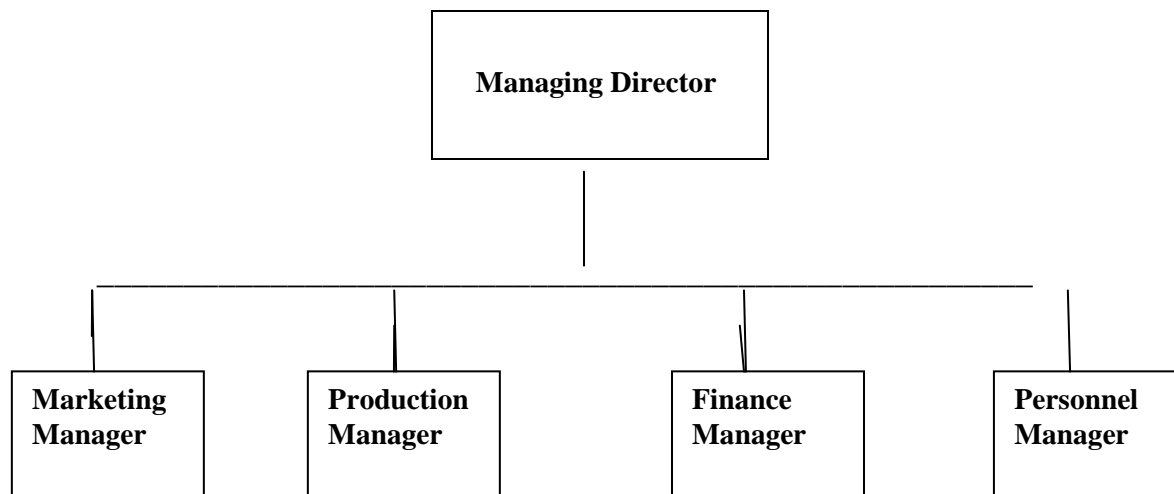 Managing Director
Marketing
Manager
Production
Manager
Finance
Manager
Personnel
Manager